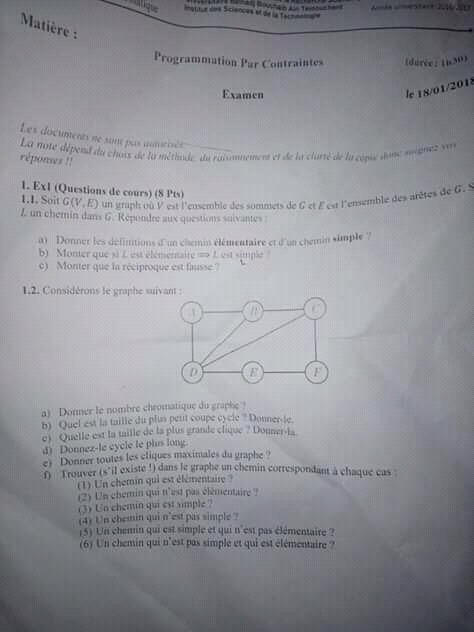 Universitaire Belhadj Bouchaib Ain Temouchent
Institut des Sciences et de la Technologie
Année universitaire 2016/2017
Matière :
Programmation Par Contraintes
(durée : 1h30)
Examen
le 18/01/2018
Les documents ne sont pas autorisés.
La note dépend du choix de la méthode, du raisonnement et de la clarté de la copie donc soignez vos
réponses !!
1. Ex1 (Questions de cours) (8 Pts)
1.1. Soit G(V, E) un graph où V est l'ensemble des sommets de G et E est l'ensemble des arêtes de G. S
L un chemin dans G. Répondre aux questions suivantes :
a) Donner les définitions d'un chemin élémentaire et d'un chemin simple ?
b) Monter que si L est élémentaire ⟹ L est simple ?
c) Monter que la réciproque est fausse ?
1.2. Considérons le graphe suivant :
A B C
D E F
a) Donner le nombre chromatique du graphe ?
b) Quel est la taille du plus petit coupe cycle ? Donner-le.
c) Quelle est la taille de la plus grande clique ? Donner-la.
d) Donnez-le cycle le plus long.
e) Donner toutes les cliques maximales du graphe ?
f) Trouver (s'il existe !) dans le graphe un chemin correspondant à chaque cas :
(1) Un chemin qui est élémentaire ?
(2) Un chemin qui n'est pas élémentaire ?
(3) Un chemin qui est simple ?
(4) Un chemin qui n'est pas simple ?
(5) Un chemin qui est simple et qui n'est pas élémentaire ?
(6) Un chemin qui n'est pas simple et qui est élémentaire ?